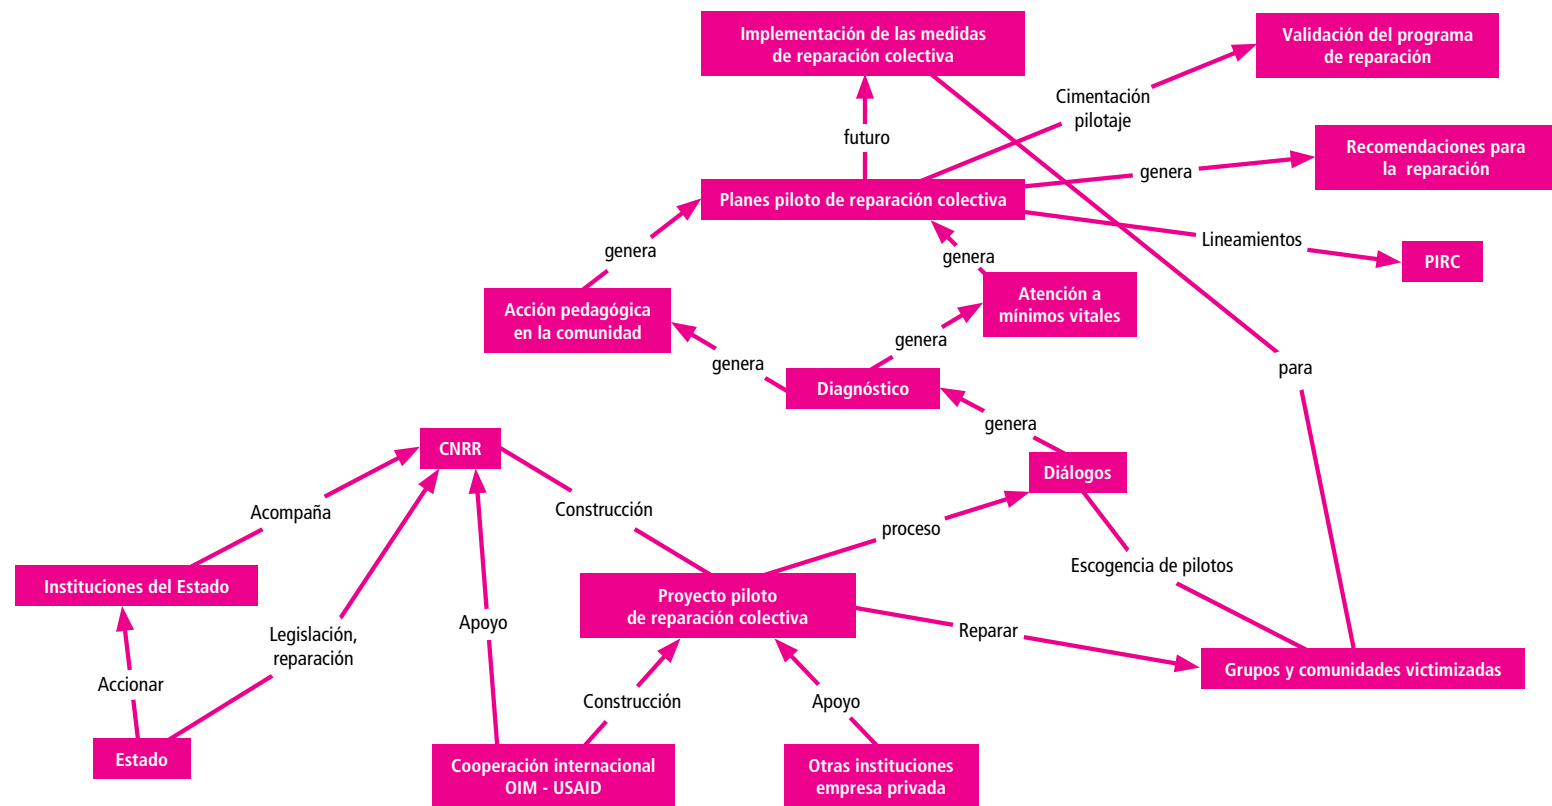 Implementación de las medidas
de reparación colectiva
Validación del programa
de reparación
Cimentación
pilotaje
futuro
Recomendaciones para
la reparación
genera
Planes piloto de reparación colectiva
Lineamientos
PIRC
genera
genera
Atención a
mínimos vitales
Acción pedagógica
en la comunidad
genera
genera
para
Diagnóstico
genera
CNRR
Diálogos
Acompaña
Construcción
proceso
Escogencia de pilotos
Instituciones del Estado
Proyecto piloto
de reparación colectiva
Legislación,
reparación
Apoyo
Reparar
Grupos y comunidades victimizadas
Accionar
Construcción
Apoyo
Estado
Cooperación internacional
OIM - USAID
Otras instituciones
empresa privada